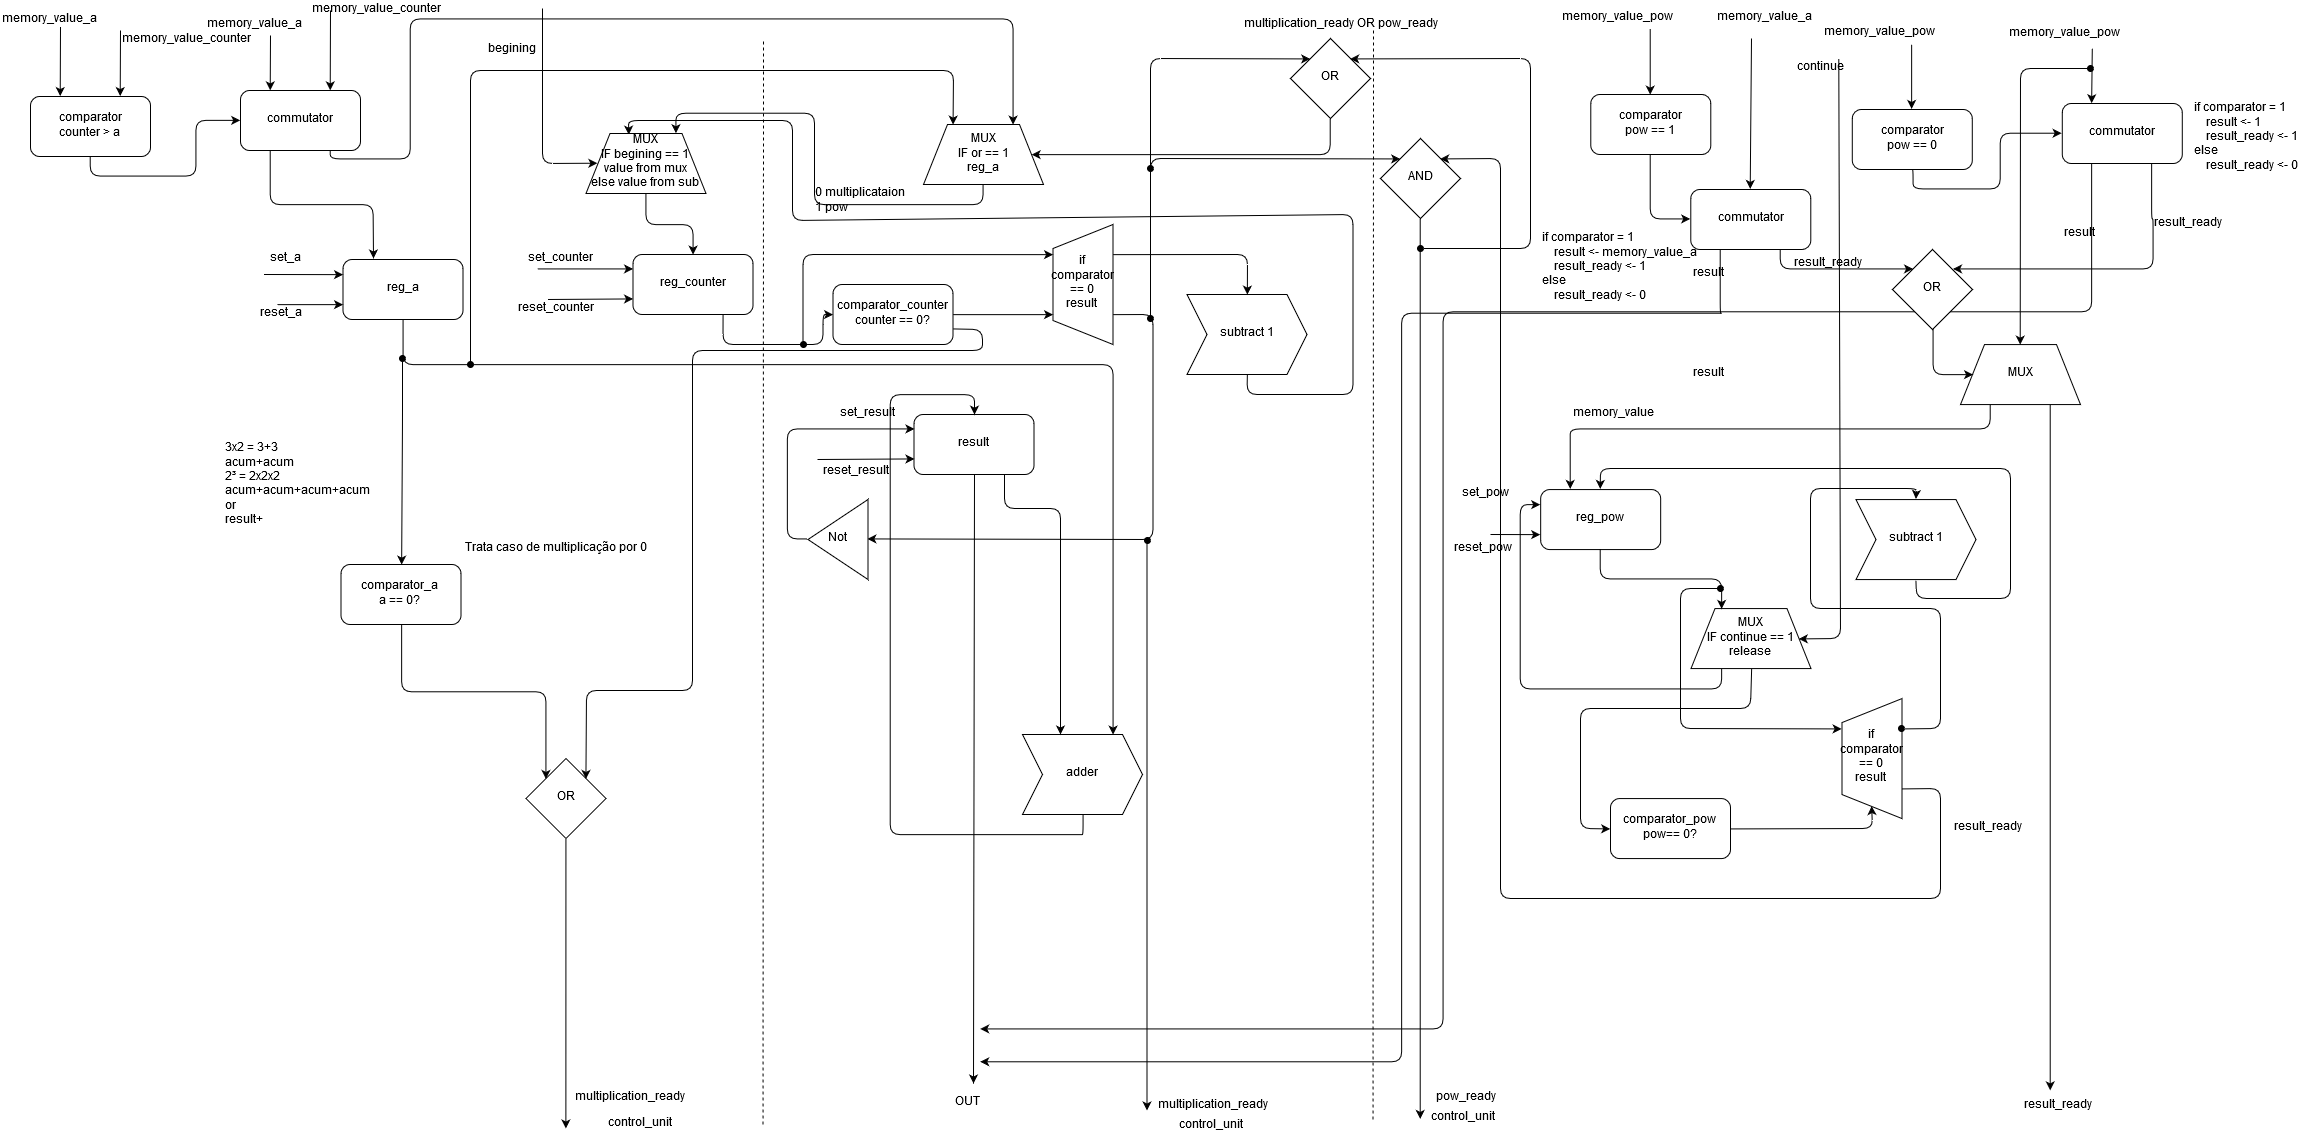 memory_value_a
memory_value_counter
memory_value_a
memory_value_counter
comparator
counter > a
commutator
begining
multiplication_ready OR pow_ready
OR
memory_value_pow
memory_value_a
memory_value_pow
memory_value_pow
continue
comparator
pow == 1
comparator
pow == 0
commutator
if comparator = 1
result <- 1
result_ready <- 1
else
result_ready <- 0
MUX
IF begining == 1
value from mux
else value from sub
MUX
IF or == 1
reg_a
0 multiplicataion
1 pow
AND
commutator
if comparator = 1
result <- memory_value_a
result_ready <- 1
else
result_ready <- 0
result
result_ready
result
result_ready
OR
set_a
reset_a
reg_a
set_counter
reset_counter
reg_counter
comparator_counter
counter == 0?
if
comparator
== 0
result
subtract 1
result
MUX
memory_value
set_result
reset_result
result
3x2 = 3+3
acum+acum
2³ = 2x2x2
acum+acum+acum+acum
or
result+
Trata caso de multiplicação por 0
Not
set_pow
reset_pow
reg_pow
subtract 1
comparator_a
a == 0?
MUX
IF continue == 1
release
if
comparator
== 0
result
adder
OR
comparator_pow
pow== 0?
result_ready
multiplication_ready
control_unit
OUT
multiplication_ready
control_unit
pow_ready
control_unit
result_ready